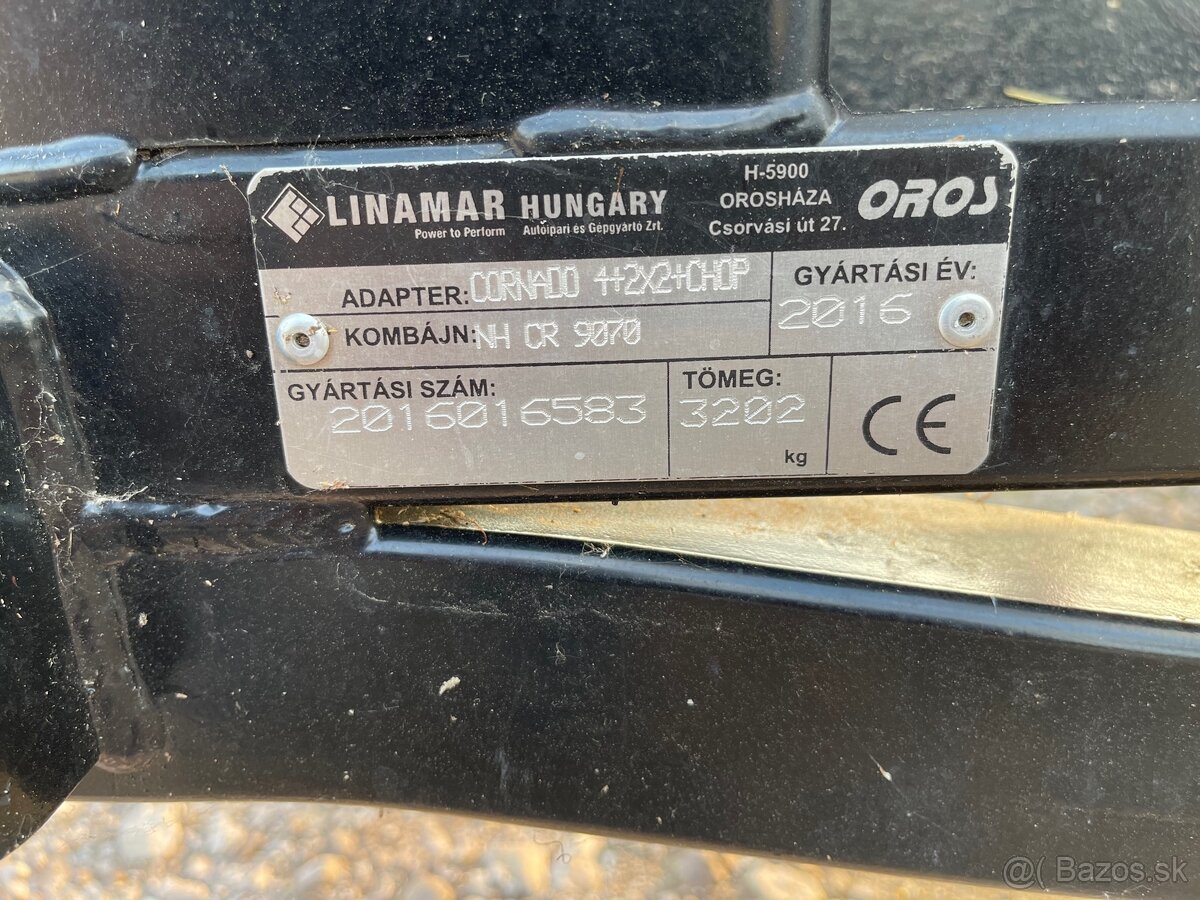 LINAMAR HUNGARY
Power to Perform Autóipari és Gépgyártó Zrt.
H-5900
OROSHÁZA
Csorvási út 27.
OROS
ADAPTER: CORNADO 4+2X2+CHOP
KOMBÁJN: NH CR 9070
GYÁRTÁSI ÉV:
2016
GYÁRTÁSI SZÁM:
2016016583
TÖMEG:
3202
kg
CE
@( Bazos.sk